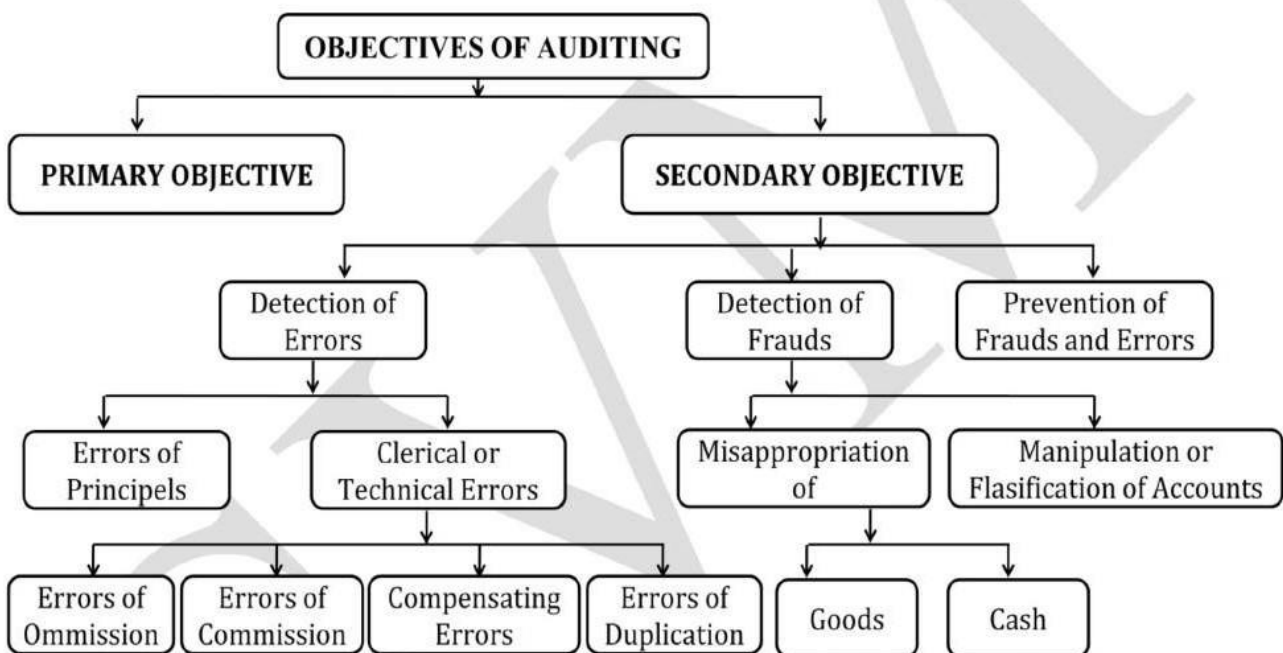 OBJECTIVES OF AUDITING
PRIMARY OBJECTIVE
SECONDARY OBJECTIVE
Detection of
Errors
Detection of
Frauds
Prevention of
Frauds and Errors
Errors of
Principels
Clerical or
Technical Errors
Misappropriation
of
Manipulation or
Flasification of Accounts
Errors of
Ommission
Errors of
Commission
Compensating
Errors
Errors of
Duplication
Goods
Cash